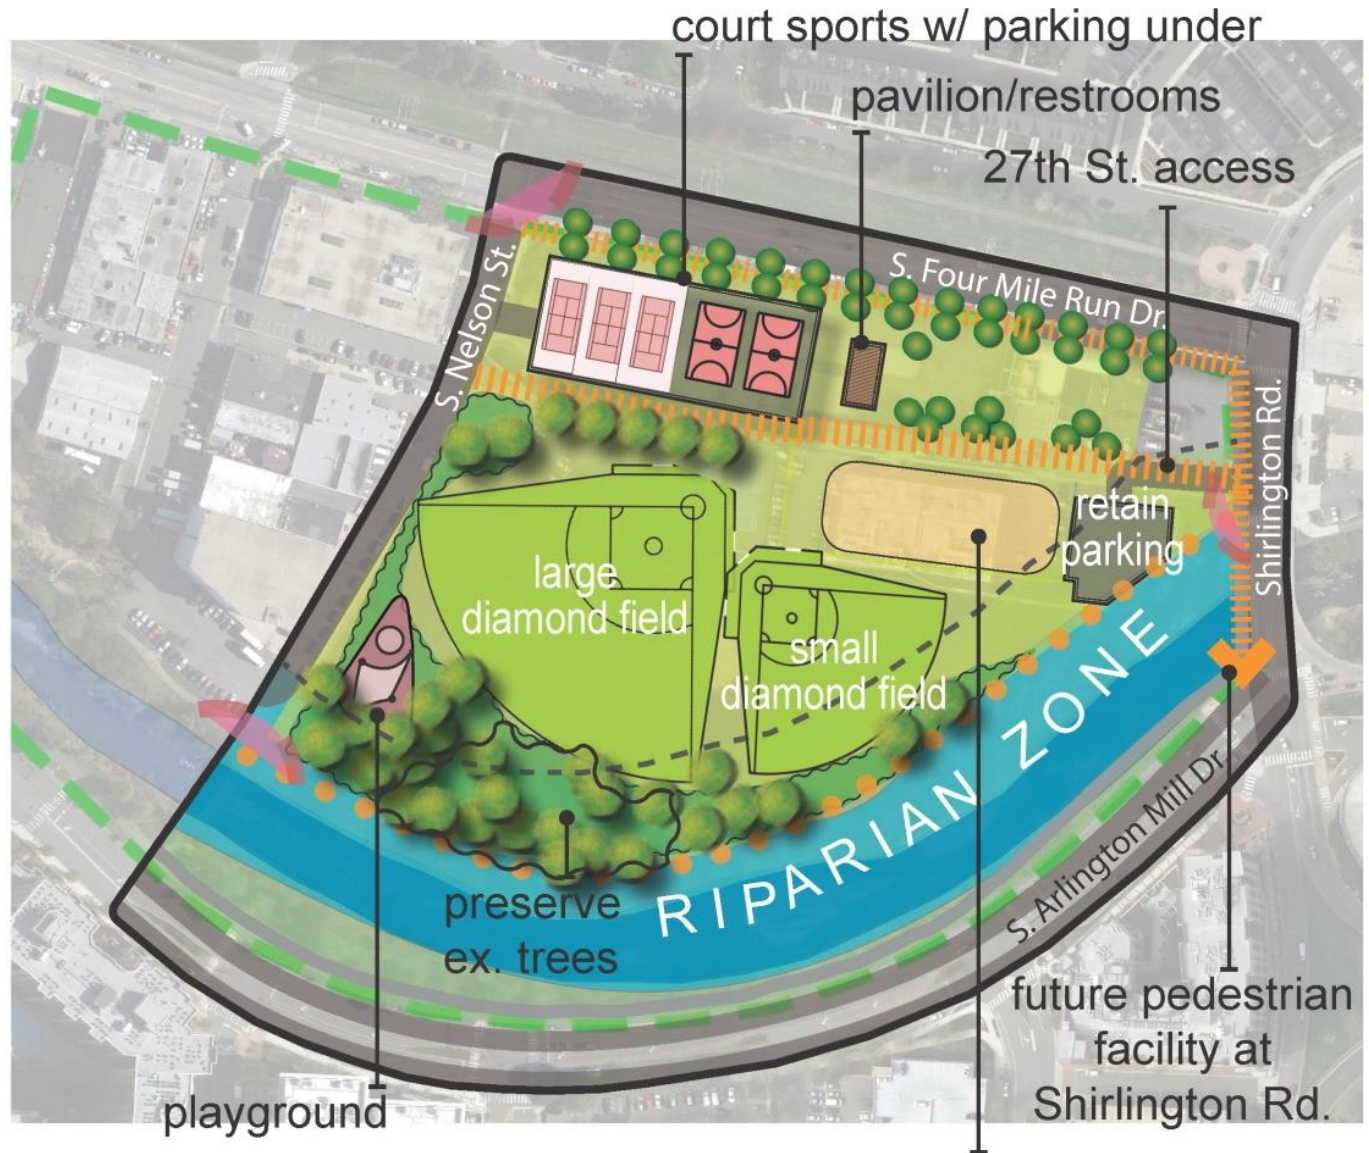 court sports w/ parking under
pavilion/restrooms
27th St. access
S. Four Mile Run Dr.
S. Nelson St.
Shirlington Rd.
retain
parking
large
diamond field
small
diamond field
RIPARIAN ZONE
S. Arlington Mill Dr.
preserve
ex. trees
future pedestrian
facility at
Shirlington Rd.
playground